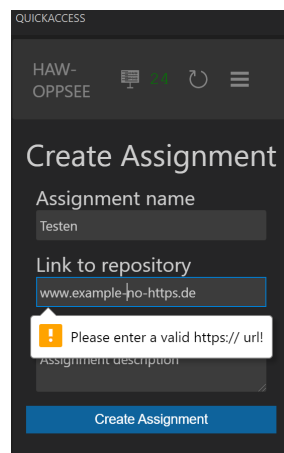 QUICKACCESS
HAW-
OPPSEE
24
Create Assignment
Assignment name
Testen
Link to repository
www.example-no-https.de
Please enter a valid https:// url!
Assignment description
Create Assignment